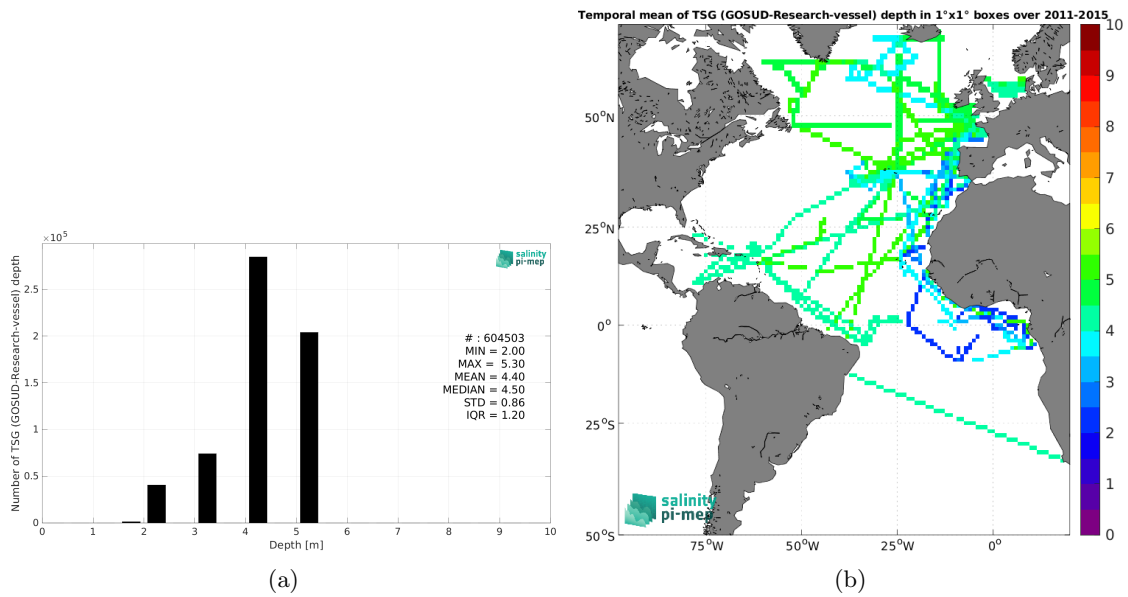 ×10⁵
2.5
2
1.5
1
0.5
0
Number of TSG (GOSUD-Research-vessel) depth
salinity
pi-mep
# : 604503
MIN = 2.00
MAX = 5.30
MEAN = 4.40
MEDIAN = 4.50
STD = 0.86
IQR = 1.20
0 1 2 3 4 5 6 7 8 9 10
Depth [m]
(a)
Temporal mean of TSG (GOSUD-Research-vessel) depth in 1°x1° boxes over 2011-2015
50°N
25°N
0°
25°S
50°S
75°W 50°W 25°W 0°
salinity
pi-mep
10
9
8
7
6
5
4
3
2
1
0
(b)